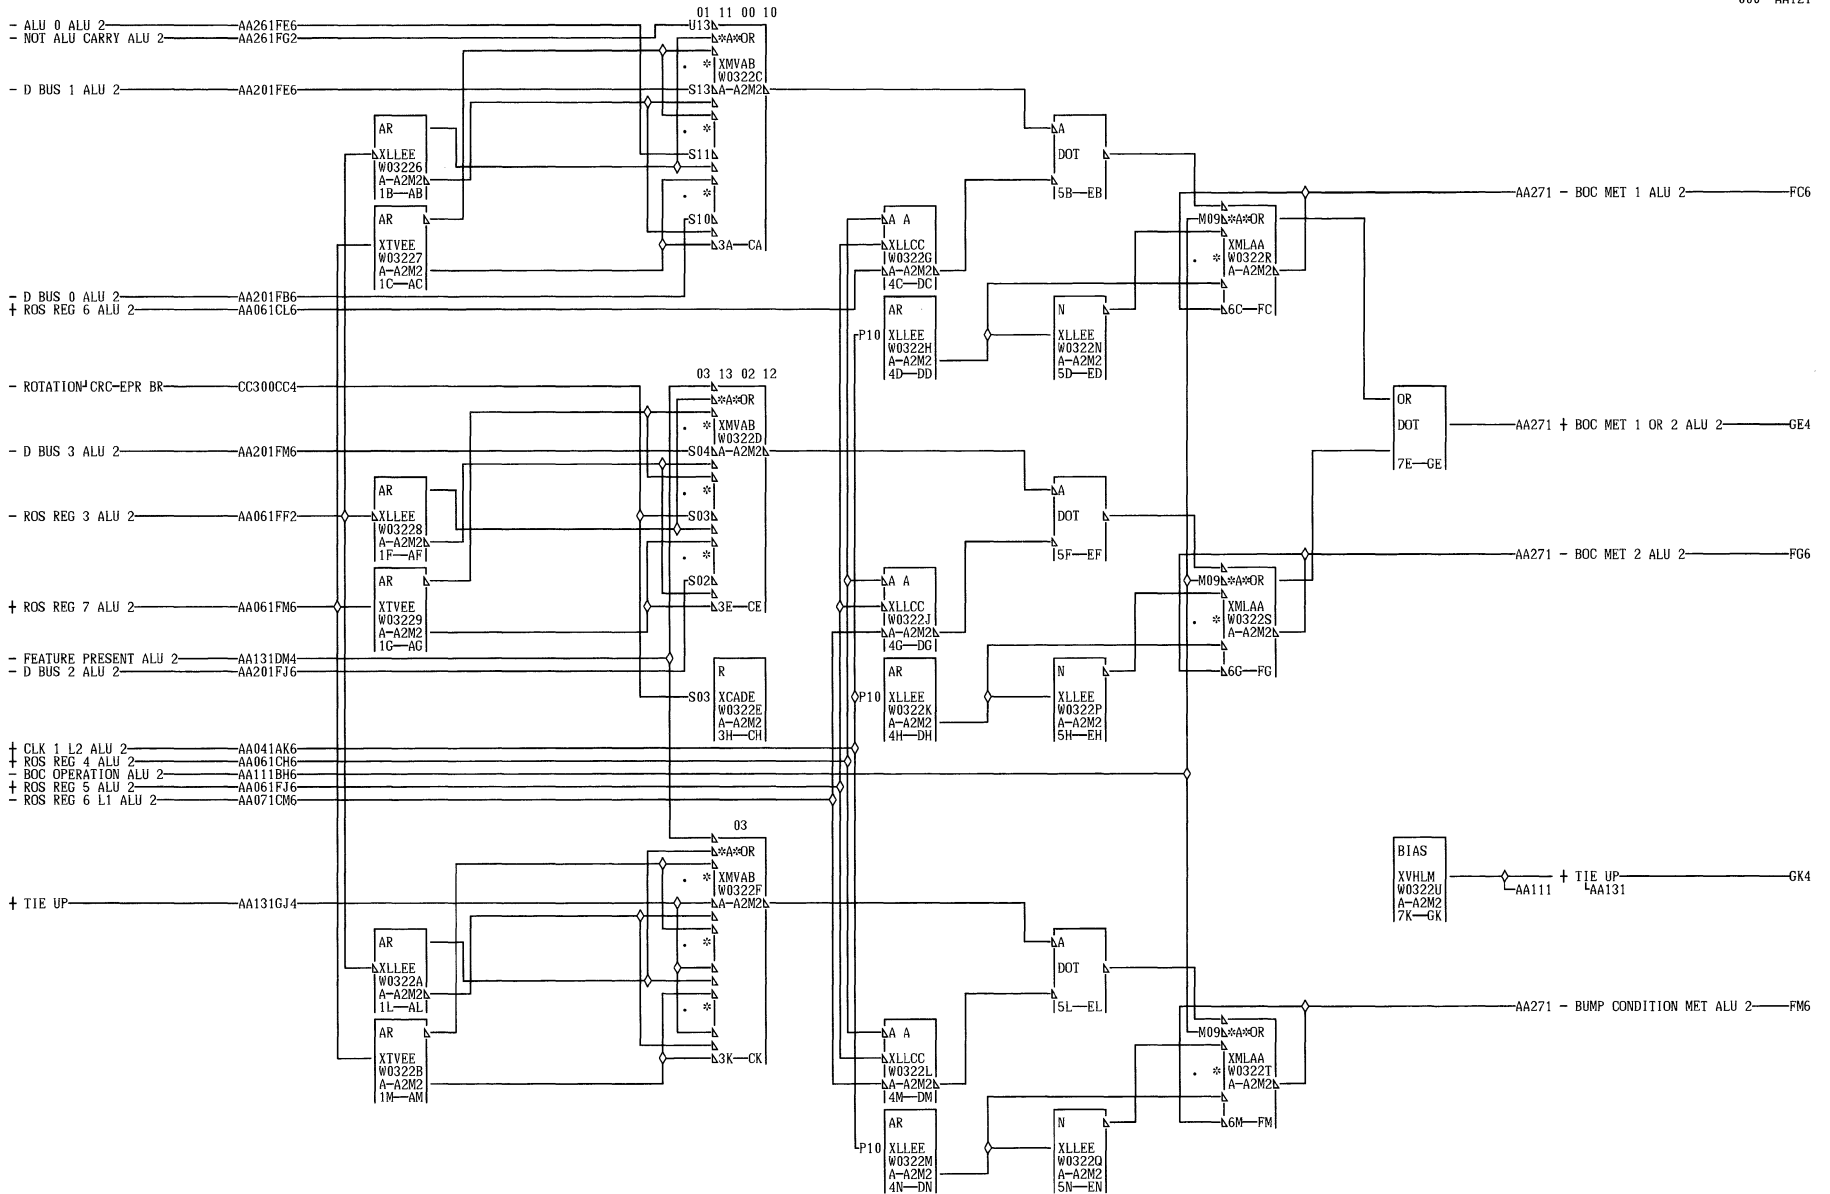 01 11 00 10
- ALU 0 ALU 2 AA261FE6 U13
- NOT ALU CARRY ALU 2 AA261FG2 *A*OR
. * XMVAB
W0322C
- D BUS 1 ALU 2 AA201FE6 S13 A-A2M2
AR . * A
XLLEE S11 DOT
W03226
A-A2M2
1B—AB . * 5B—EB
AA271 - BOC MET 1 ALU 2 FC6
AR S10 A A M09 *A*OR
XTVEE 3A—CA XLLCC XMLAA
W03227 W0322G . * W0322R
A-A2M2 A-A2M2 A-A2M2
1C—AC 4C—DC
- D BUS 0 ALU 2 AA201FB6
+ ROS REG 6 ALU 2 AA061CL6 AR N 6C—FC
P10 XLLEE XLLEE
W0322H W0322N
A-A2M2 A-A2M2
03 13 02 12 4D—DD 5D—ED
- ROTATION CRC-EPR BR CC300CC4
*A*OR OR
. * XMVAB DOT AA271 + BOC MET 1 OR 2 ALU 2 GE4
W0322D
- D BUS 3 ALU 2 AA201FM6 S04 A-A2M2
7E—GE
AR . * A
- ROS REG 3 ALU 2 AA061FF2 XLLEE S03 DOT
W03228
A-A2M2
1F—AF . * 5F—EF AA271 - BOC MET 2 ALU 2 FG6
AR S02 A A M09 *A*OR
+ ROS REG 7 ALU 2 AA061FM6 XTVEE 3E—CE XLLCC XMLAA
W03229 W0322J . * W0322S
A-A2M2 A-A2M2 A-A2M2
1G—AG 4G—DG
- FEATURE PRESENT ALU 2 AA131DM4
- D BUS 2 ALU 2 AA201FJ6 R AR N 6G—FG
S03 XCADE P10 XLLEE XLLEE
W0322E W0322K W0322P
A-A2M2 A-A2M2 A-A2M2
3H—CH 4H—DH 5H—EH
+ CLK 1 L2 ALU 2 AA041AK6
+ ROS REG 4 ALU 2 AA061CH6
- BOC OPERATION ALU 2 AA111BH6
+ ROS REG 5 ALU 2 AA061FJ6
- ROS REG 6 L1 ALU 2 AA071CM6
03
*A*OR BIAS
. * XMVAB XVHLM + TIE UP GK4
W0322F W0322U AA111 AA131
+ TIE UP AA131GJ4 A-A2M2 A-A2M2
7K—GK
AR . * A
XLLEE DOT
W0322A
A-A2M2
1L—AL . * 5L—EL AA271 - BUMP CONDITION MET ALU 2 FM6
AR A A M09 *A*OR
XTVEE 3K—CK XLLCC XMLAA
W0322B W0322L . * W0322T
A-A2M2 A-A2M2 A-A2M2
1M—AM 4M—DM
AR N 6M—FM
P10 XLLEE XLLEE
W0322M W0322Q
A-A2M2 A-A2M2
4N—DN 5N—EN